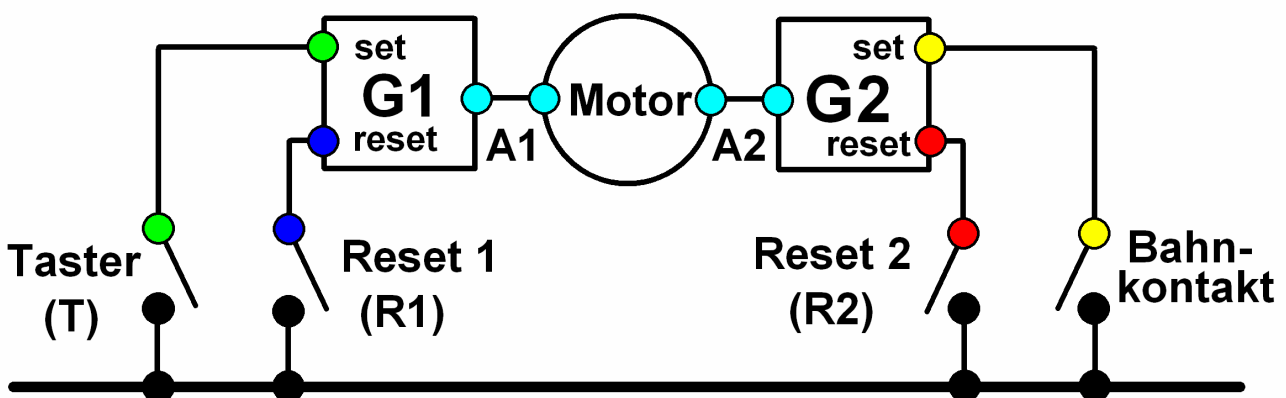 set
G1
reset
A1
Motor
A2
set
G2
reset
Taster
(T)
Reset 1
(R1)
Reset 2
(R2)
Bahn-
kontakt